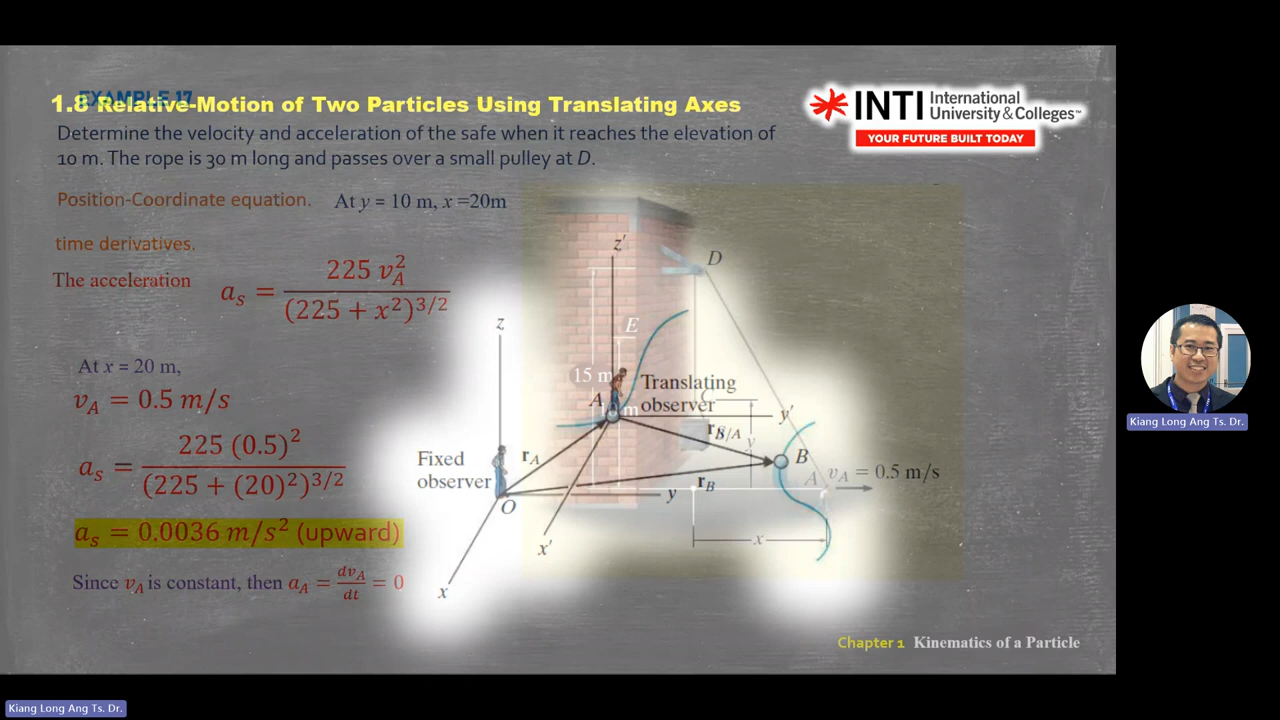 EXAMPLE 17
1.8 Relative-Motion of Two Particles Using Translating Axes
INTI International University & Colleges™
YOUR FUTURE BUILT TODAY
Determine the velocity and acceleration of the safe when it reaches the elevation of
10 m. The rope is 30 m long and passes over a small pulley at D.
Position-Coordinate equation. At y = 10 m, x =20m
time derivatives.
The acceleration a_s = 225 v_A^2 / (225 + x^2)^{3/2}
At x = 20 m,
v_A = 0.5 m/s
a_s = 225 (0.5)^2 / (225 + (20)^2)^{3/2}
a_s = 0.0036 m/s^2 (upward)
Since v_A is constant, then a_A = dv_A/dt = 0
z'
D
E
z
15 m
Translating
observer
A
10 m
C
y'
r_B/A
y
Fixed
observer
r_A
B
A
v_A = 0.5 m/s
r_B
y
O
x'
x
x
Chapter 1 Kinematics of a Particle
Kiang Long Ang Ts. Dr.
Kiang Long Ang Ts. Dr.